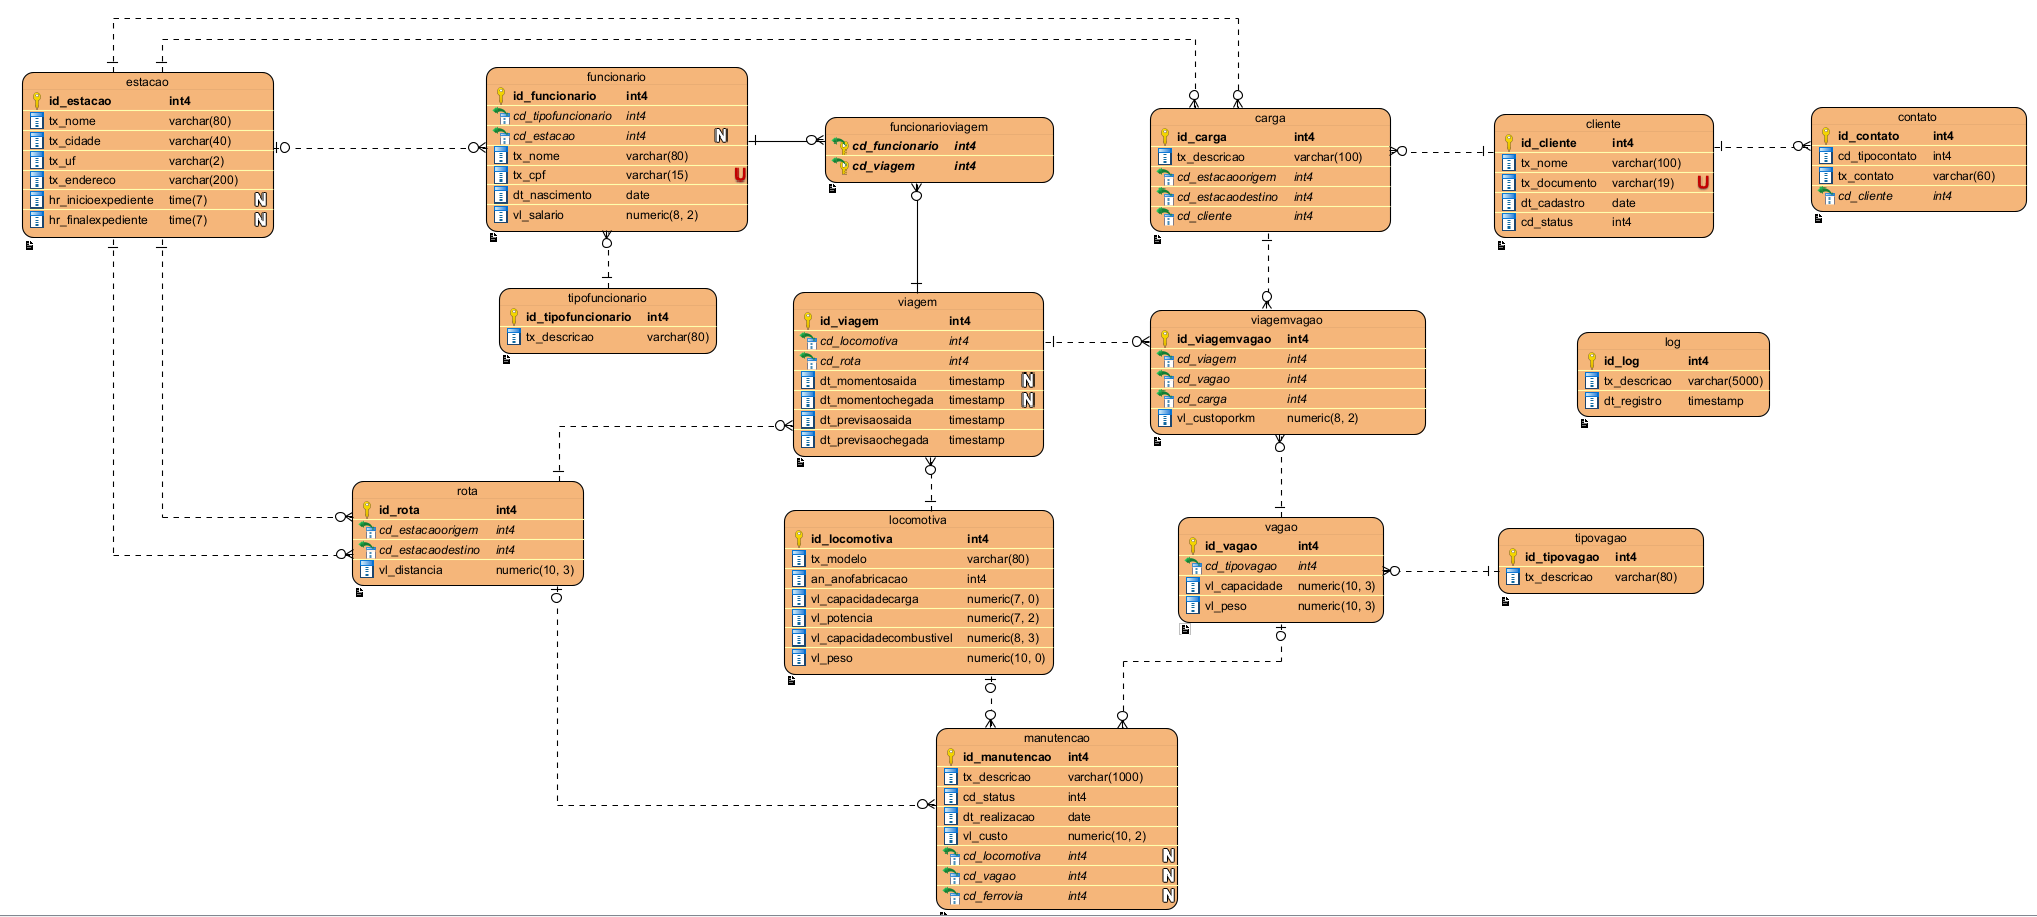 estacao
id_estacao int4
tx_nome varchar(80)
tx_cidade varchar(40)
tx_uf varchar(2)
tx_endereco varchar(200)
hr_inicioexpediente time(7) N
hr_finalexpediente time(7) N
funcionario
id_funcionario int4
cd_tipofuncionario int4
cd_estacao int4 N
tx_nome varchar(80)
tx_cpf varchar(15) U
dt_nascimento date
vl_salario numeric(8, 2)
funcionarioviagem
cd_funcionario int4
cd_viagem int4
carga
id_carga int4
tx_descricao varchar(100)
cd_estacaoorigem int4
cd_estacaodestino int4
cd_cliente int4
cliente
id_cliente int4
tx_nome varchar(100)
tx_documento varchar(19) U
dt_cadastro date
cd_status int4
contato
id_contato int4
cd_tipocontato int4
tx_contato varchar(60)
cd_cliente int4
tipofuncionario
id_tipofuncionario int4
tx_descricao varchar(80)
viagem
id_viagem int4
cd_locomotiva int4
cd_rota int4
dt_momentosaida timestamp N
dt_momentochegada timestamp N
dt_previsaosaida timestamp
dt_previsaochegada timestamp
viagemvagao
id_viagemvagao int4
cd_viagem int4
cd_vagao int4
cd_carga int4
vl_custoporkm numeric(8, 2)
log
id_log int4
tx_descricao varchar(5000)
dt_registro timestamp
rota
id_rota int4
cd_estacaoorigem int4
cd_estacaodestino int4
vl_distancia numeric(10, 3)
locomotiva
id_locomotiva int4
tx_modelo varchar(80)
an_anofabricacao int4
vl_capacidadecarga numeric(7, 0)
vl_potencia numeric(7, 2)
vl_capacidadecombustivel numeric(8, 3)
vl_peso numeric(10, 0)
vagao
id_vagao int4
cd_tipovagao int4
vl_capacidade numeric(10, 3)
vl_peso numeric(10, 3)
tipovagao
id_tipovagao int4
tx_descricao varchar(80)
manutencao
id_manutencao int4
tx_descricao varchar(1000)
cd_status int4
dt_realizacao date
vl_custo numeric(10, 2)
cd_locomotiva int4 N
cd_vagao int4 N
cd_ferrovia int4 N